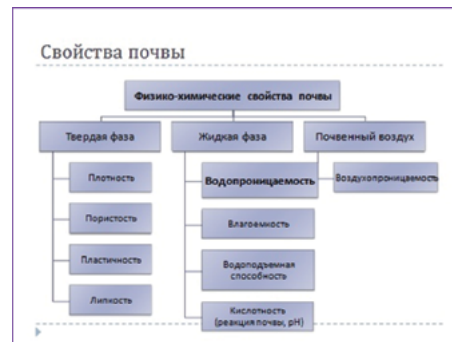 Свойства почвы
Физико-химические свойства почвы
Твердая фаза
Плотность
Пористость
Пластичность
Липкость
Жидкая фаза
Водопроницаемость
Влагоемкость
Водоподъемная
способность
Кислотность
(реакция почвы, pH)
Почвенный воздух
Воздухопроницаемость